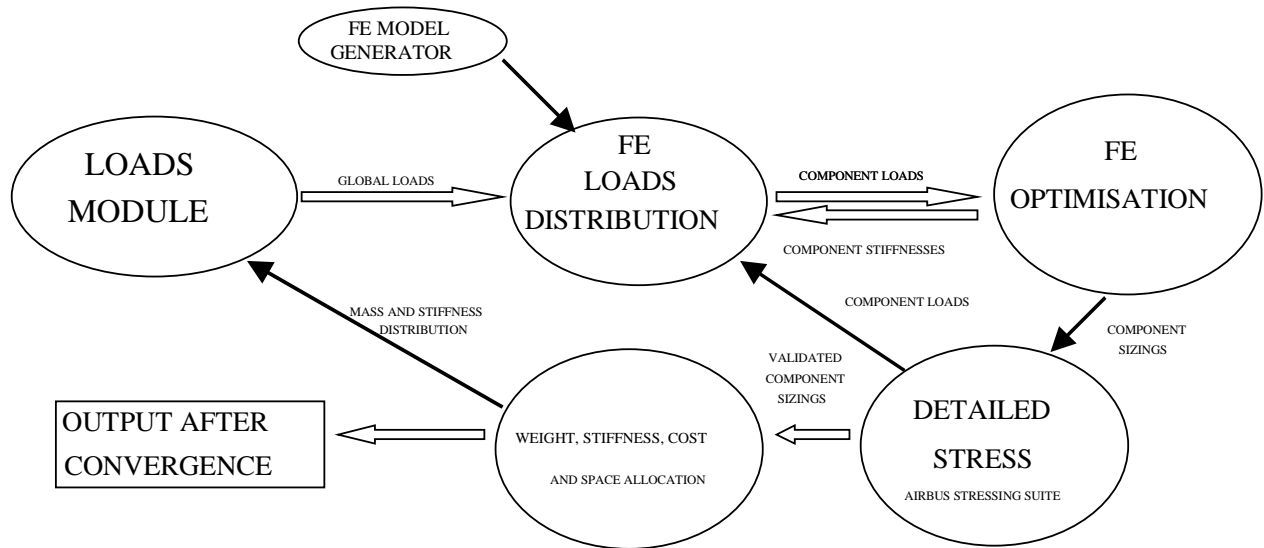 FE MODEL
GENERATOR
LOADS
MODULE
GLOBAL LOADS
FE
LOADS
DISTRIBUTION
COMPONENT LOADS
COMPONENT STIFFNESSES
FE
OPTIMISATION
MASS AND STIFFNESS
DISTRIBUTION
COMPONENT LOADS
COMPONENT
SIZINGS
VALIDATED
COMPONENT
SIZINGS
OUTPUT AFTER
CONVERGENCE
WEIGHT, STIFFNESS, COST
AND SPACE ALLOCATION
DETAILED
STRESS
AIRBUS STRESSING SUITE